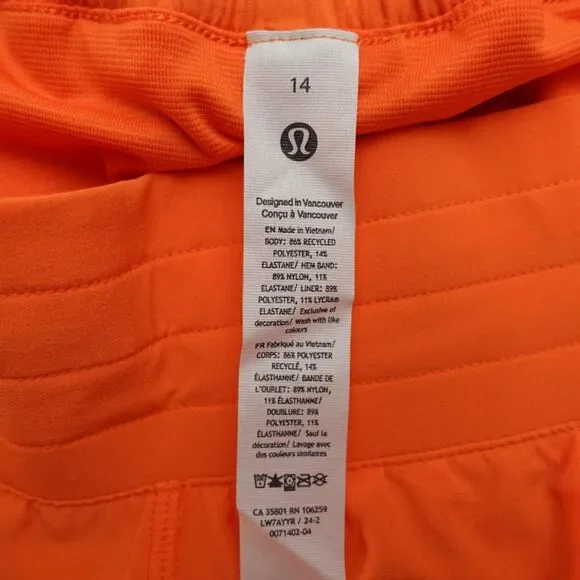 14
Designed in Vancouver
Conçu à Vancouver
EN Made in Vietnam/
BODY: 86% RECYCLED
POLYESTER, 14%
ELASTANE/ HEM BAND:
89% NYLON, 11%
ELASTANE/ LINER: 89%
POLYESTER, 11% LYCRA®
ELASTANE/ Exclusive of
decoration/ Wash with like
colours
FR Fabriqué au Vietnam/
CORPS: 86% POLYESTER
RECYCLÉ, 14%
ÉLASTHANNE/ BANDE DE
L'OURLET: 89% NYLON,
11% ÉLASTHANNE/
DOUBLURE: 89%
POLYESTER, 11%
ÉLASTHANNE/ Sauf la
décoration/ Lavage avec
des couleurs similaires
CA 35801 RN 106259
LW7AYYR / 24-2
0071402-04